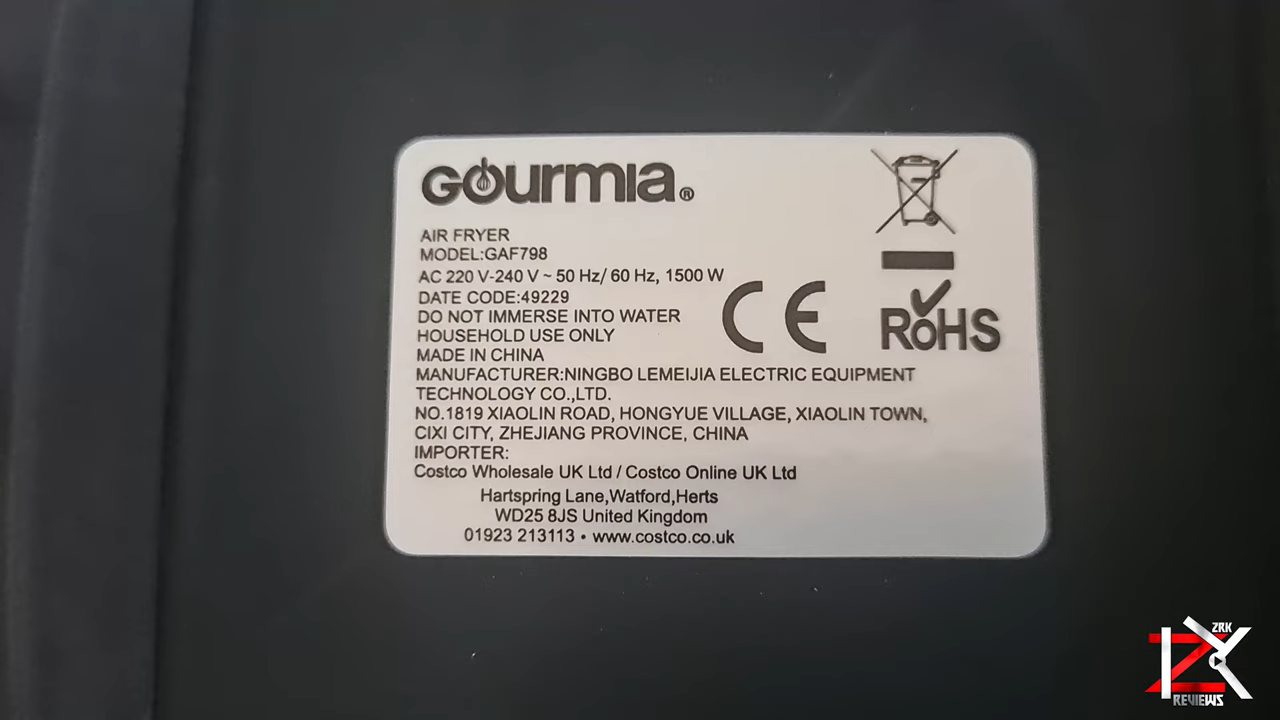 GOURMIA®
AIR FRYER
MODEL:GAF798
AC 220 V-240 V ~ 50 Hz/ 60 Hz, 1500 W
DATE CODE:49229
DO NOT IMMERSE INTO WATER
HOUSEHOLD USE ONLY
MADE IN CHINA
MANUFACTURER:NINGBO LEMEIJIA ELECTRIC EQUIPMENT
TECHNOLOGY CO.,LTD.
NO.1819 XIAOLIN ROAD, HONGYUE VILLAGE, XIAOLIN TOWN,
CIXI CITY, ZHEJIANG PROVINCE, CHINA
IMPORTER:
Costco Wholesale UK Ltd / Costco Online UK Ltd
Hartspring Lane,Watford,Herts
WD25 8JS United Kingdom
01923 213113 • www.costco.co.uk
CE
RoHS
ZRK
REVIEWS